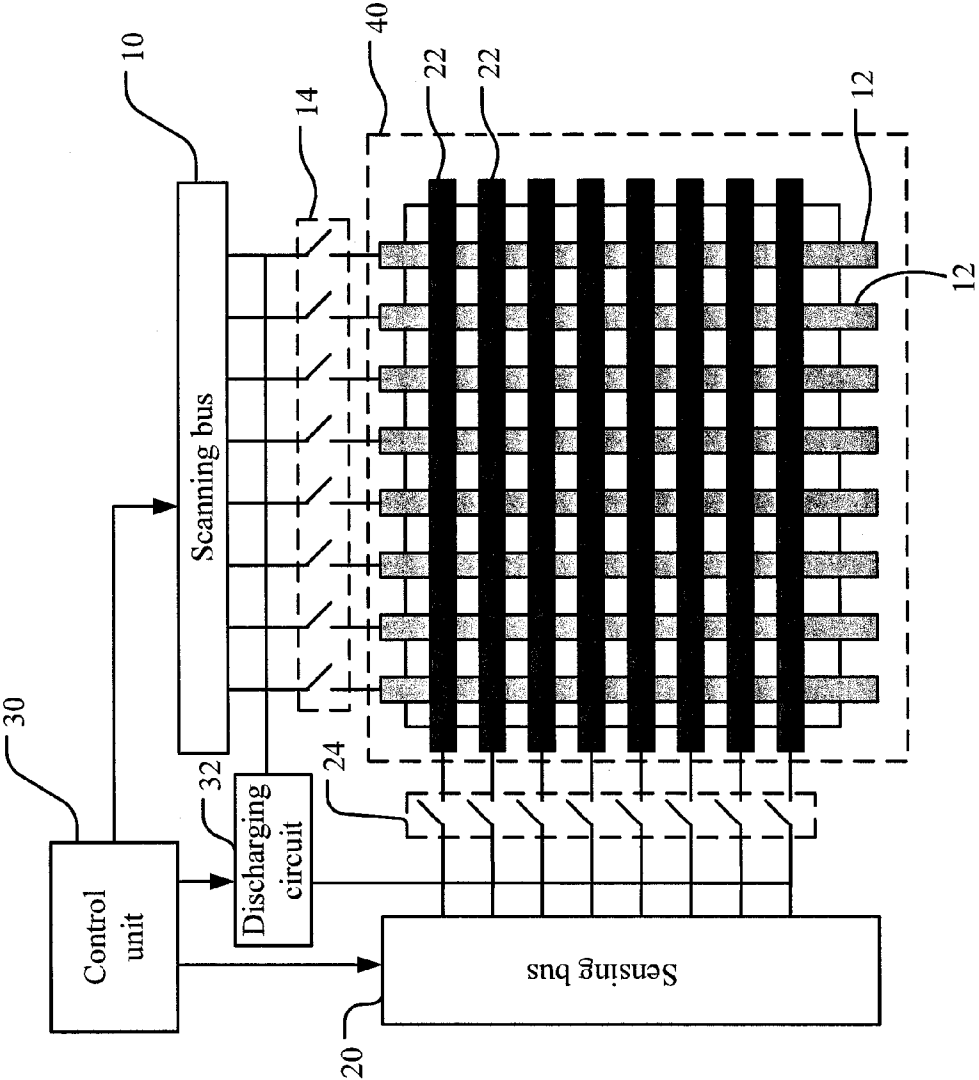 10
40
14
22
22
12
12
Scanning bus
30
32
24
Control
unit
Discharging
circuit
Sensing bus
20